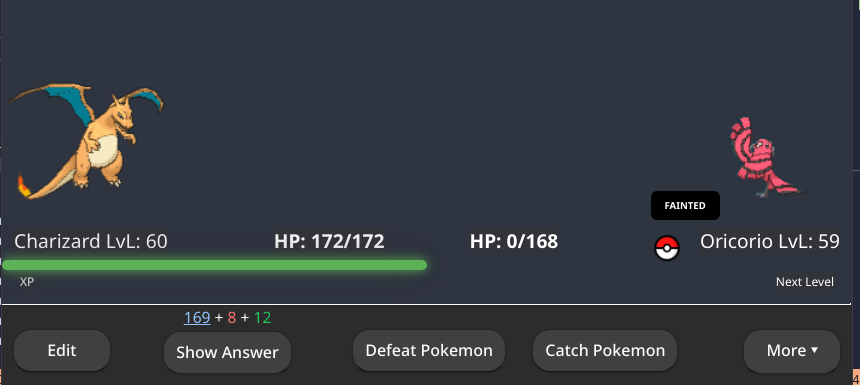 FAINTED
Charizard LvL: 60 HP: 172/172 HP: 0/168 Oricorio LvL: 59
XP Next Level
169 + 8 + 12
Edit Show Answer Defeat Pokemon Catch Pokemon More ▾
4